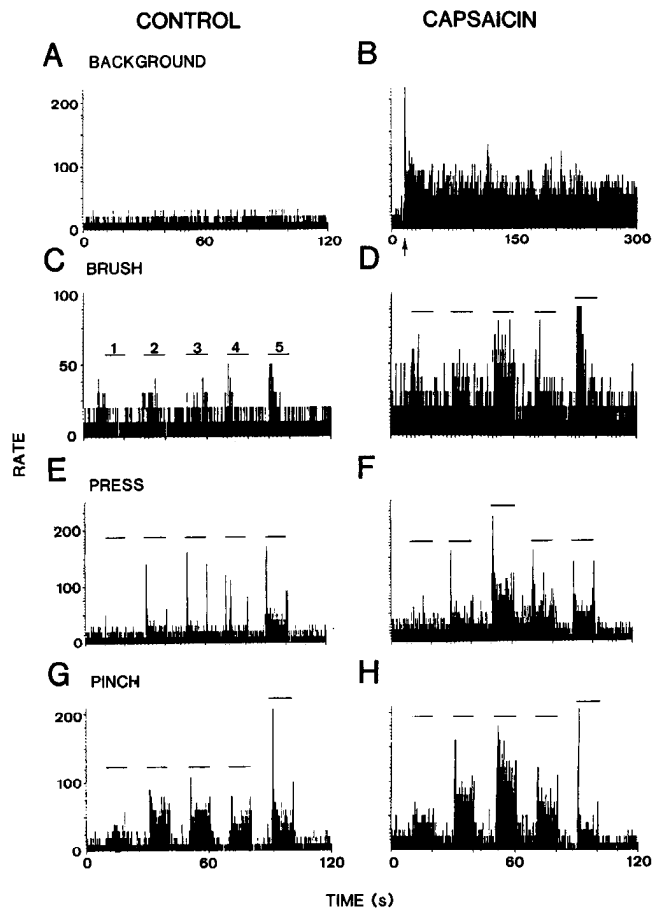 CONTROL CAPSAICIN
A BACKGROUND B
200
100
0
0 60 120
0 150 300
C BRUSH D
100
50
0
1 2 3 4 5
RATE
E PRESS F
200
100
0
G PINCH H
200
100
0
0 60 120
0 60 120
TIME (s)